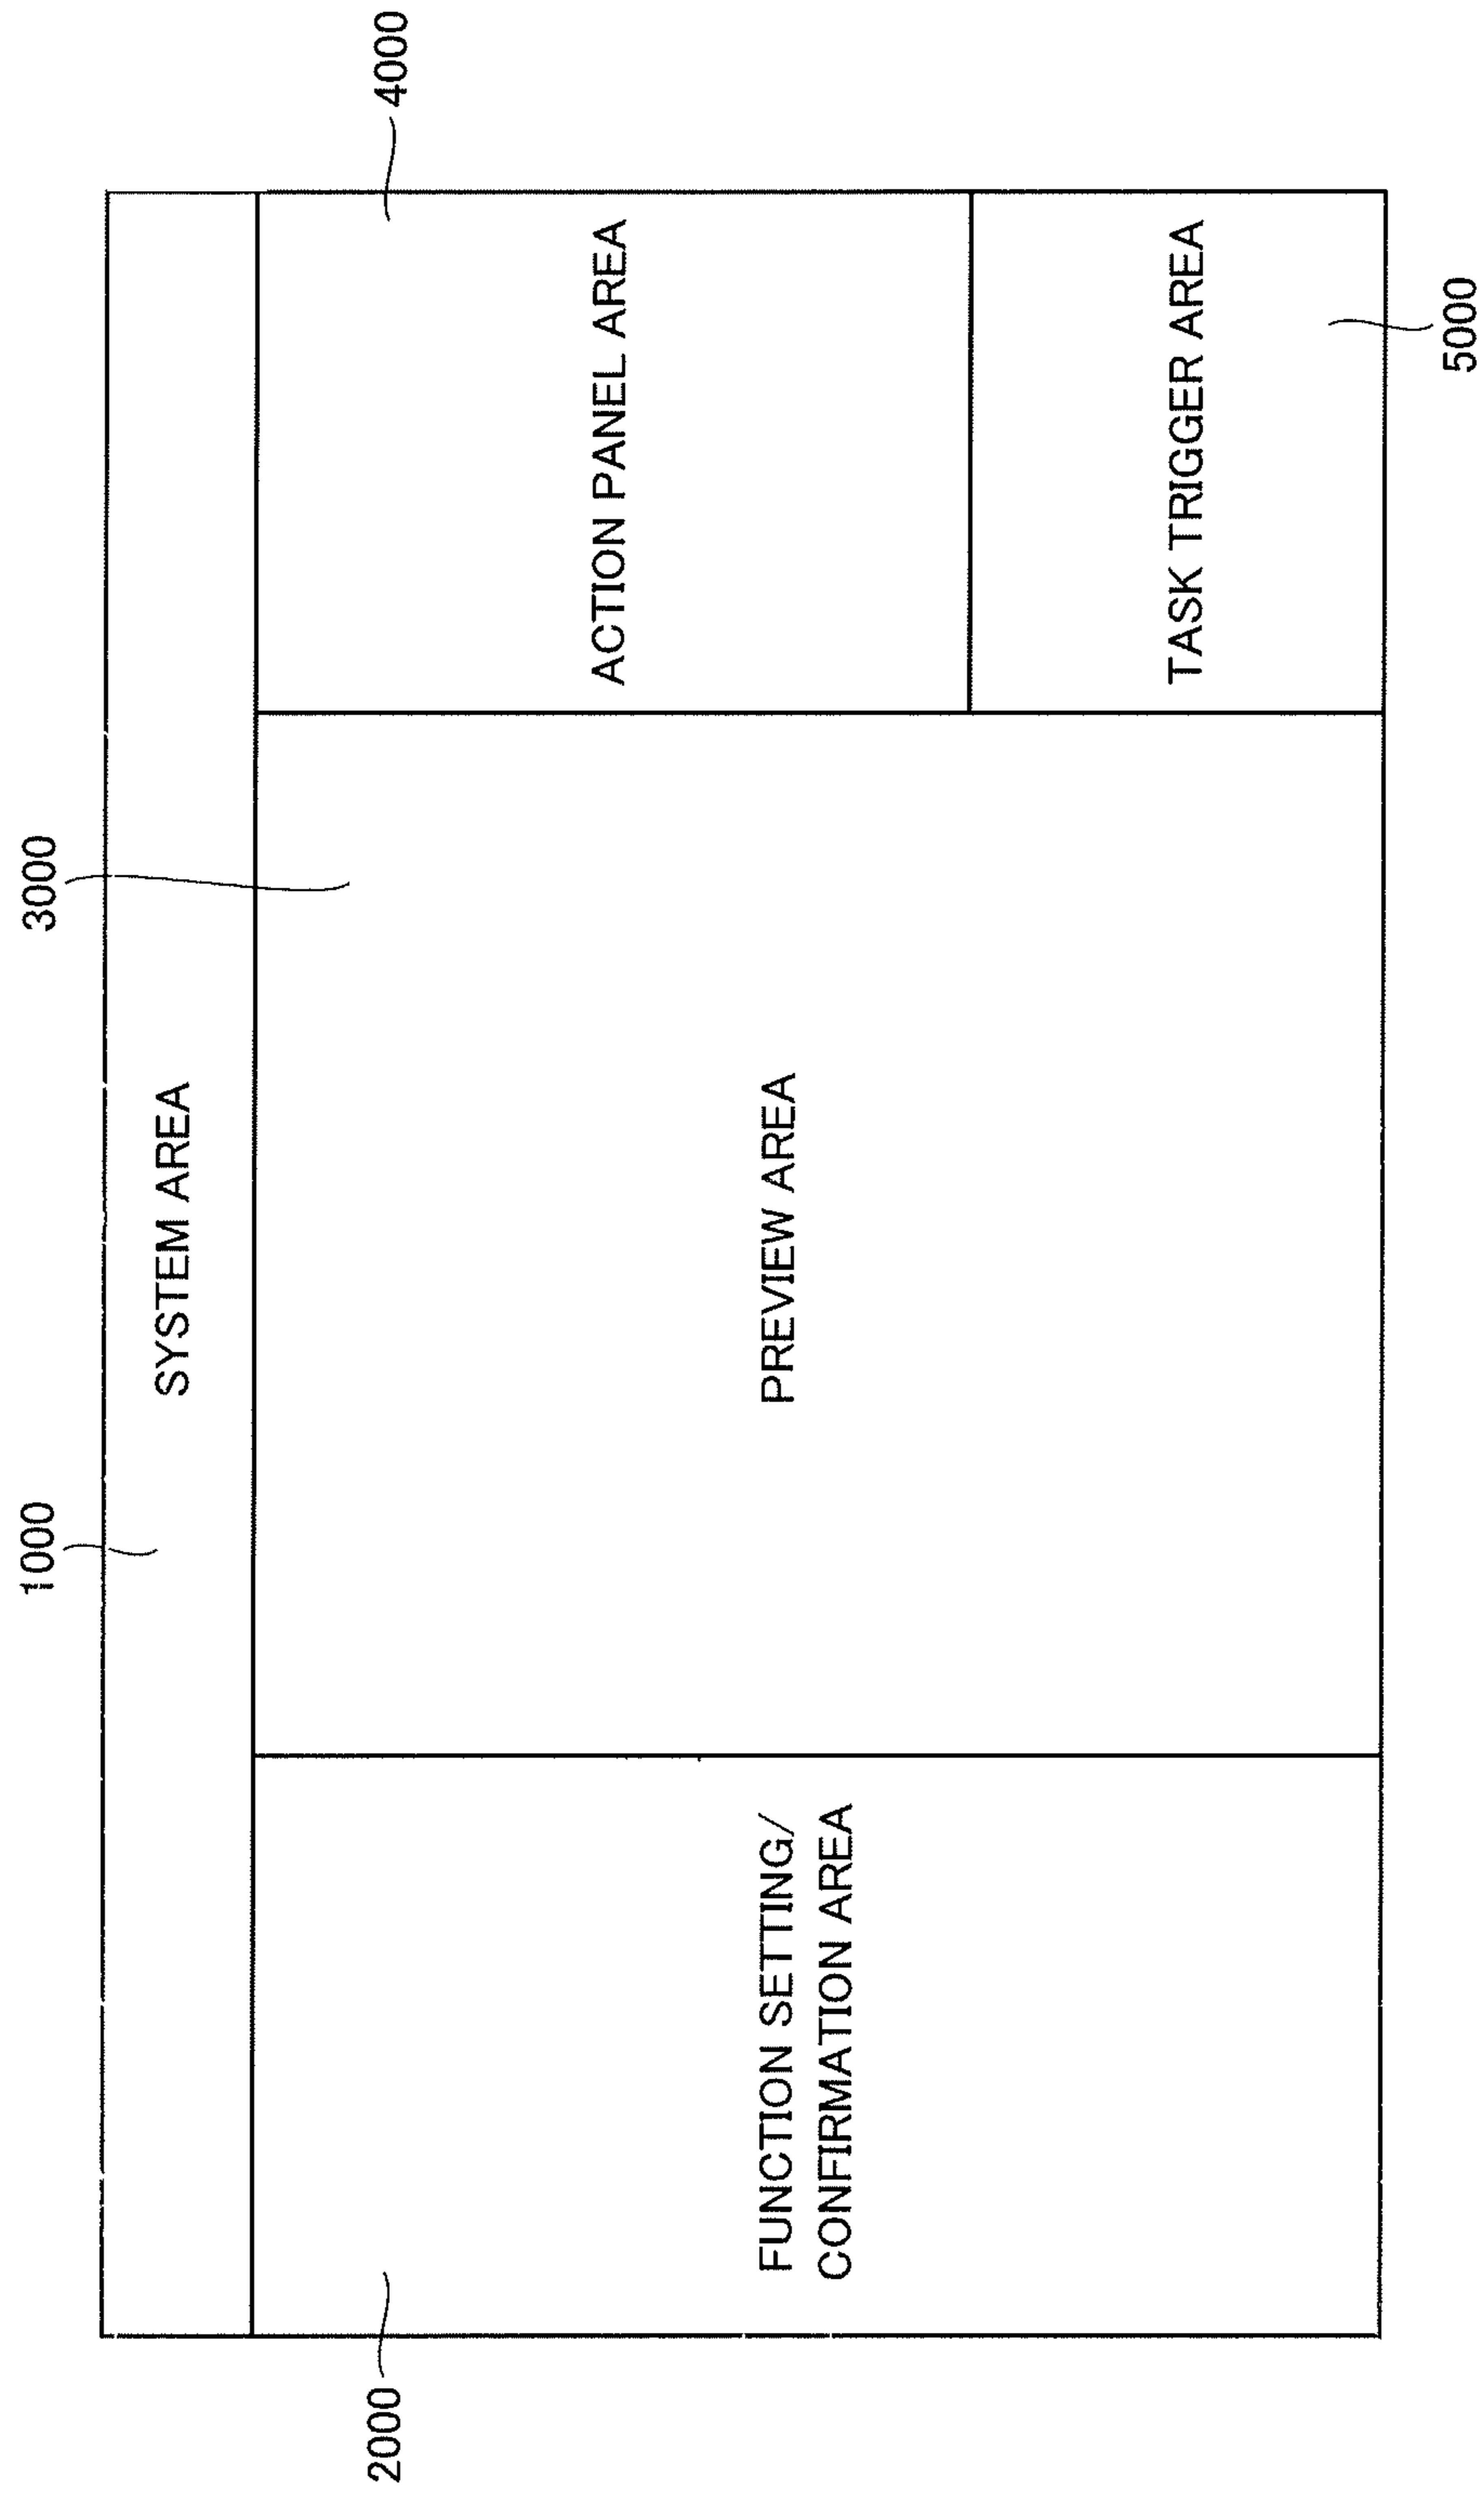 1000
3000
SYSTEM AREA
2000
4000
FUNCTION SETTING/
CONFIRMATION AREA
PREVIEW AREA
ACTION PANEL AREA
TASK TRIGGER AREA
5000